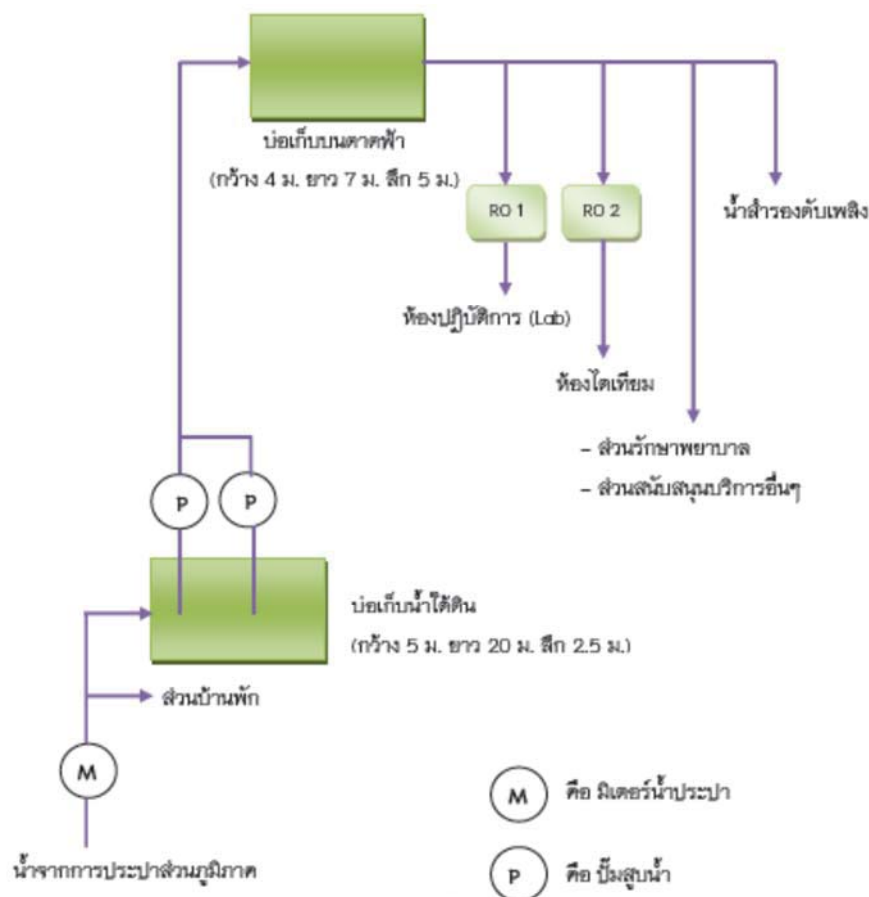 บ่อเก็บบนดาดฟ้า
(กว้าง 4 ม. ยาว 7 ม. ลึก 5 ม.)
RO 1
RO 2
น้ำสำรองดับเพลิง
ห้องปฏิบัติการ (Lab)
ห้องไตเทียม
- ส่วนรักษาพยาบาล
- ส่วนสนับสนุนบริการอื่นๆ
P
P
บ่อเก็บน้ำใต้ดิน
(กว้าง 5 ม. ยาว 20 ม. ลึก 2.5 ม.)
ส่วนบ้านพัก
M
น้ำจากการประปาส่วนภูมิภาค
M คือ มิเตอร์น้ำประปา
P คือ ปั๊มสูบน้ำ